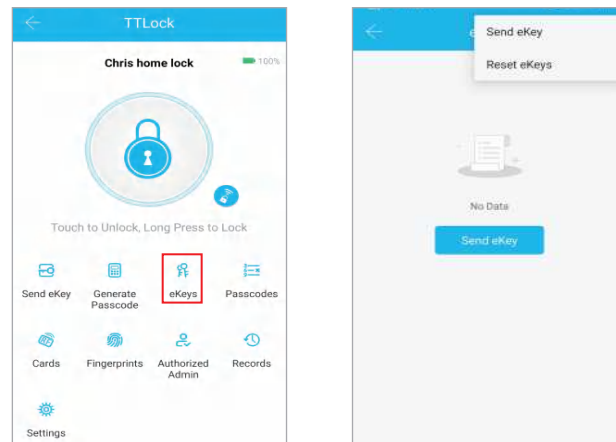 TTLock
Chris home lock
100%
Touch to Unlock, Long Press to Lock
Send eKey
Generate
Passcode
eKeys
Passcodes
Cards
Fingerprints
Authorized
Admin
Records
Settings
Send eKey
Reset eKeys
No Data
Send eKey